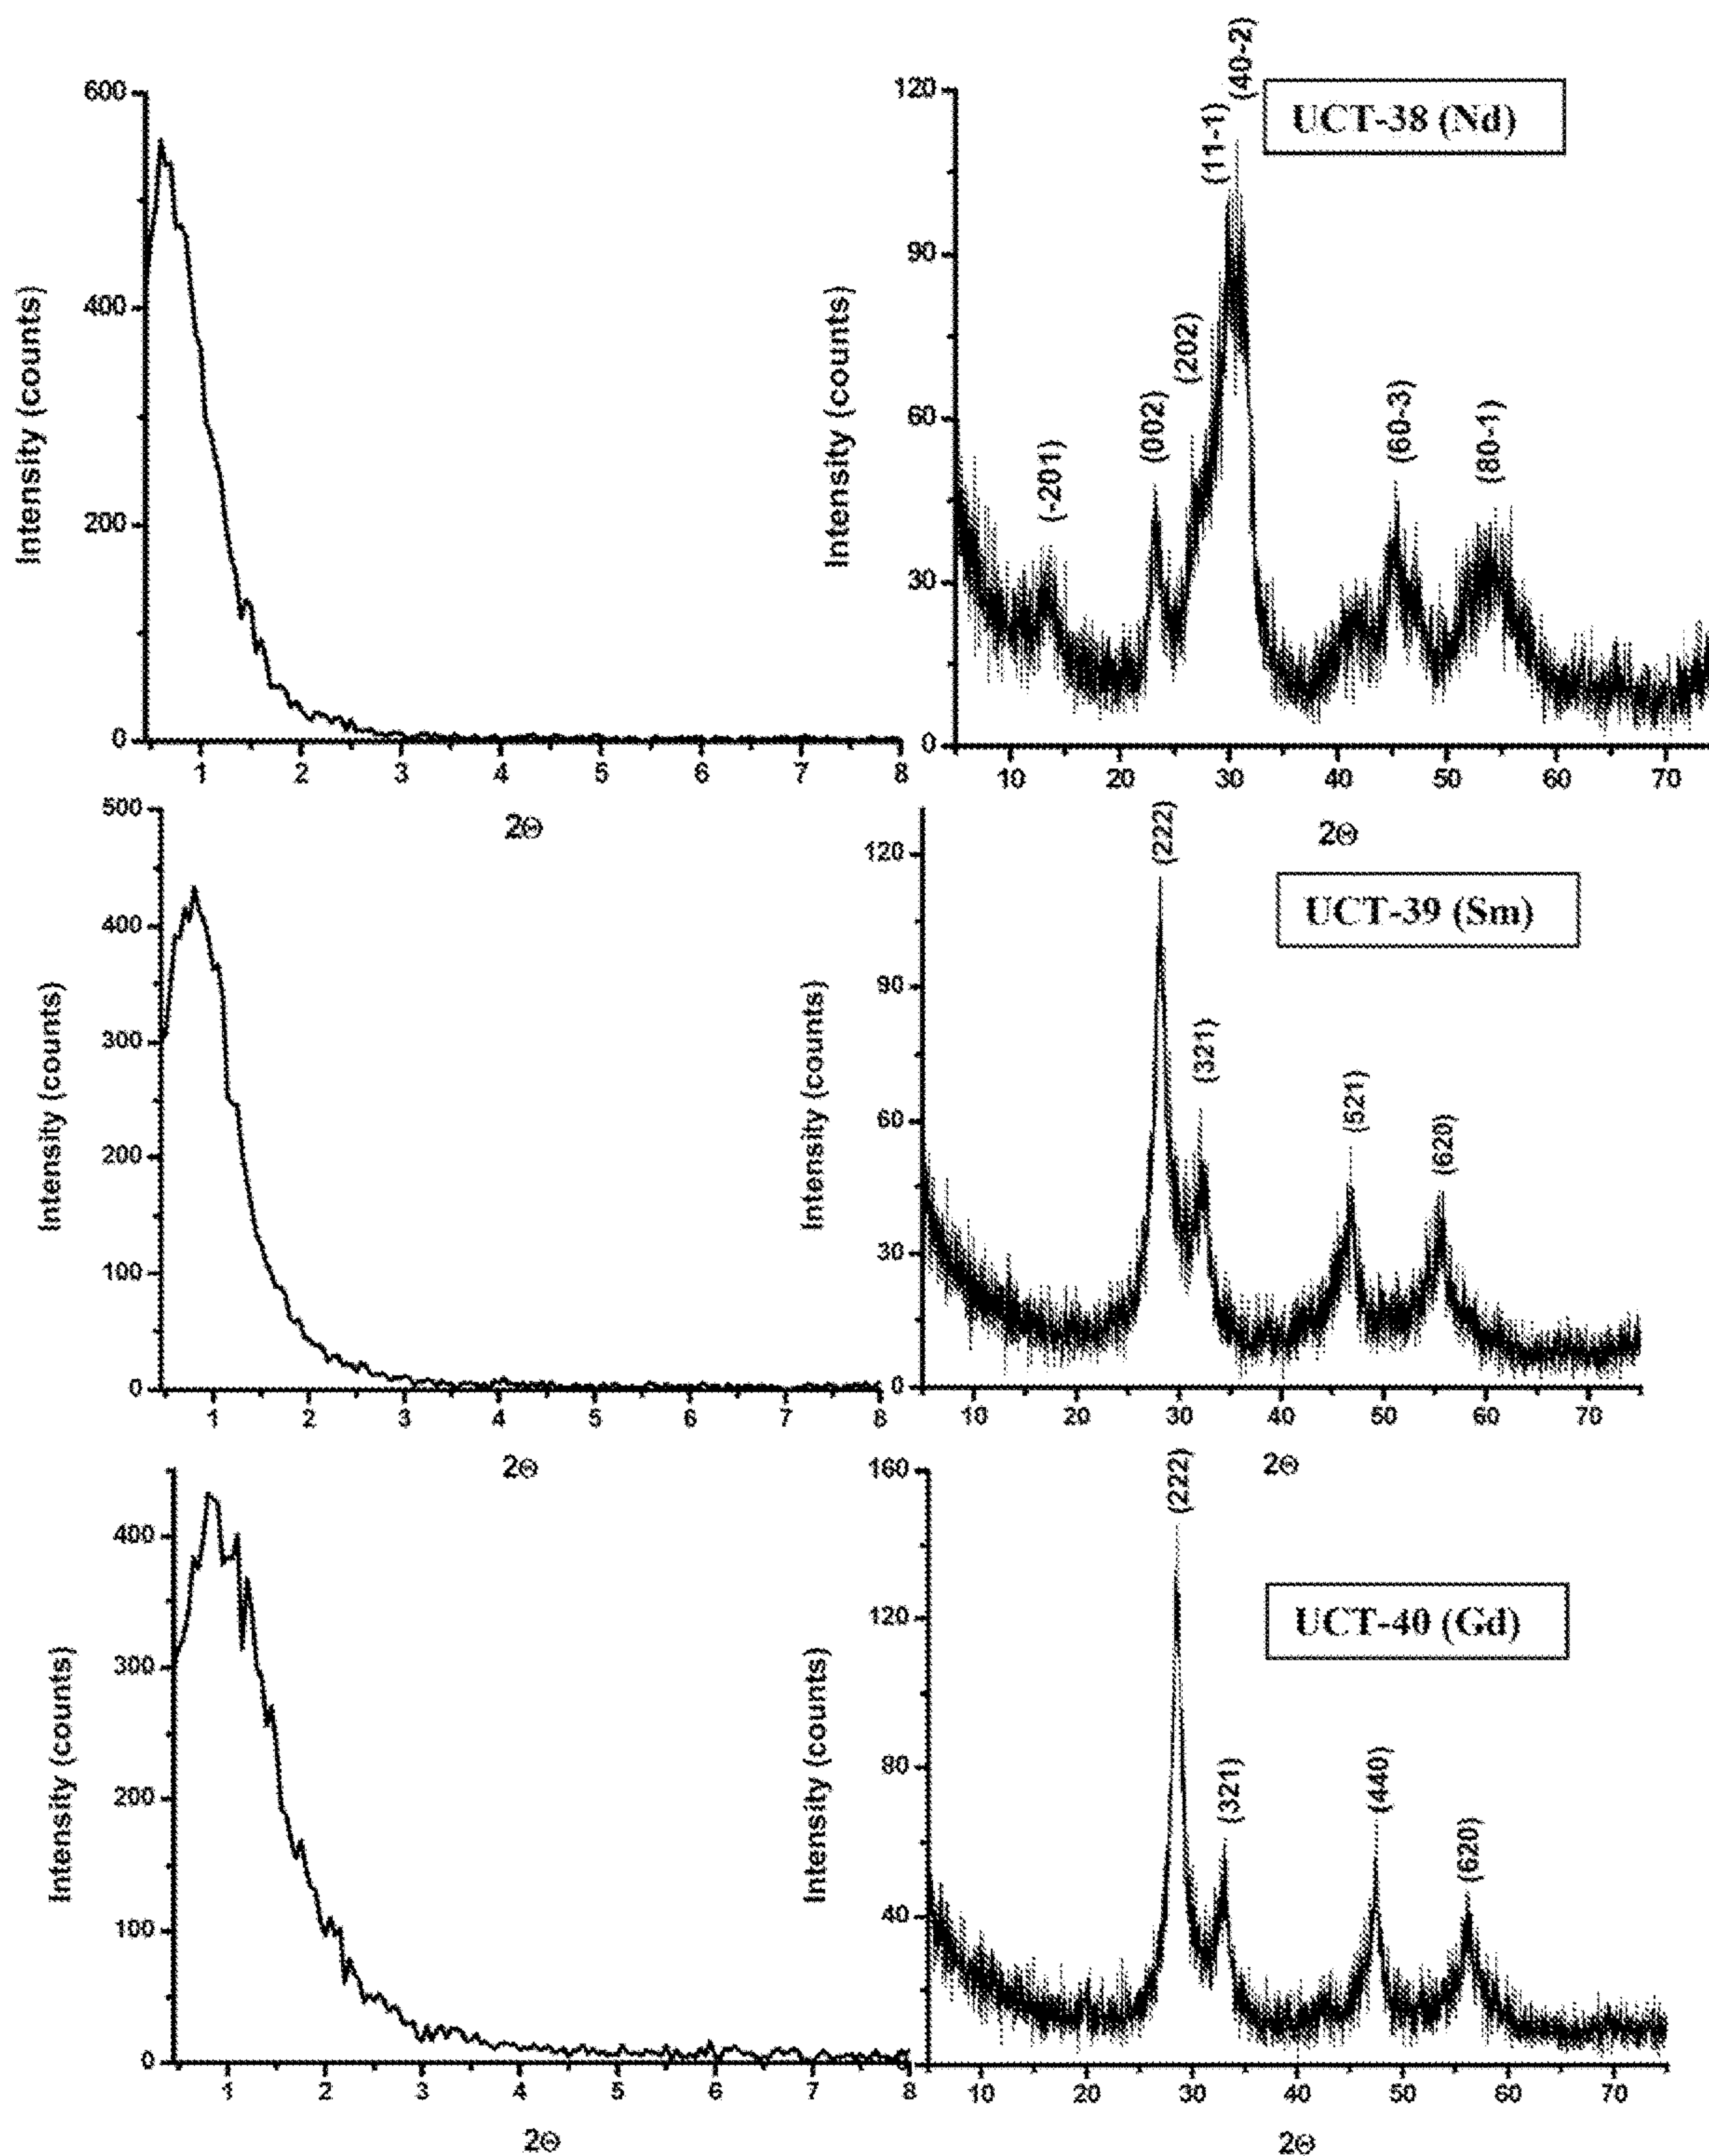 600
400
200
0
Intensity (counts)
1 2 3 4 5 6 7 8
2Θ
120
90
60
30
0
Intensity (counts)
(-201)
(002)
(202)
(11-1)
(40-2)
(60-3)
(80-1)
UCT-38 (Nd)
10 20 30 40 50 60 70
2Θ
500
400
300
200
100
0
Intensity (counts)
1 2 3 4 5 6 7 8
2Θ
120
90
60
30
0
Intensity (counts)
(222)
(321)
(521)
(620)
UCT-39 (Sm)
10 20 30 40 50 60 70
2Θ
400
300
200
100
0
Intensity (counts)
1 2 3 4 5 6 7 8
2Θ
160
120
80
40
0
Intensity (counts)
(222)
(321)
(440)
(620)
UCT-40 (Gd)
10 20 30 40 50 60 70
2Θ